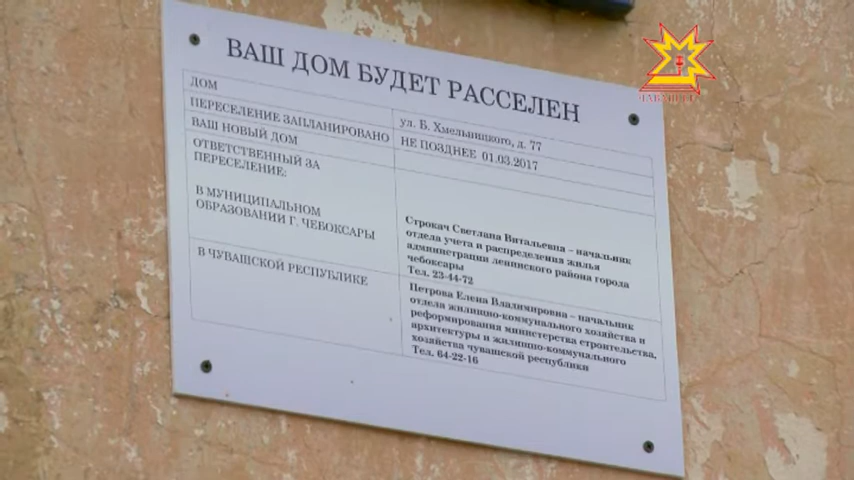 ВАШ ДОМ БУДЕТ РАССЕЛЕН
ДОМ
ул. Б. Хмельницкого, д. 77
ПЕРЕСЕЛЕНИЕ ЗАПЛАНИРОВАНО
НЕ ПОЗДНЕЕ 01.03.2017
ВАШ НОВЫЙ ДОМ
ОТВЕТСТВЕННЫЙ ЗА
ПЕРЕСЕЛЕНИЕ:
В МУНИЦИПАЛЬНОМ
ОБРАЗОВАНИИ Г. ЧЕБОКСАРЫ
Строкач Светлана Витальевна – начальник
отдела учета и распределения жилья
администрации ленинского района города
чебоксары
Тел. 23-44-72
В ЧУВАШСКОЙ РЕСПУБЛИКЕ
Петрова Елена Владимировна – начальник
отдела жилищно-коммунального хозяйства и
реформирования министерства строительства,
архитектуры и жилищно-коммунального
хозяйства чувашской республики
Тел. 64-22-16